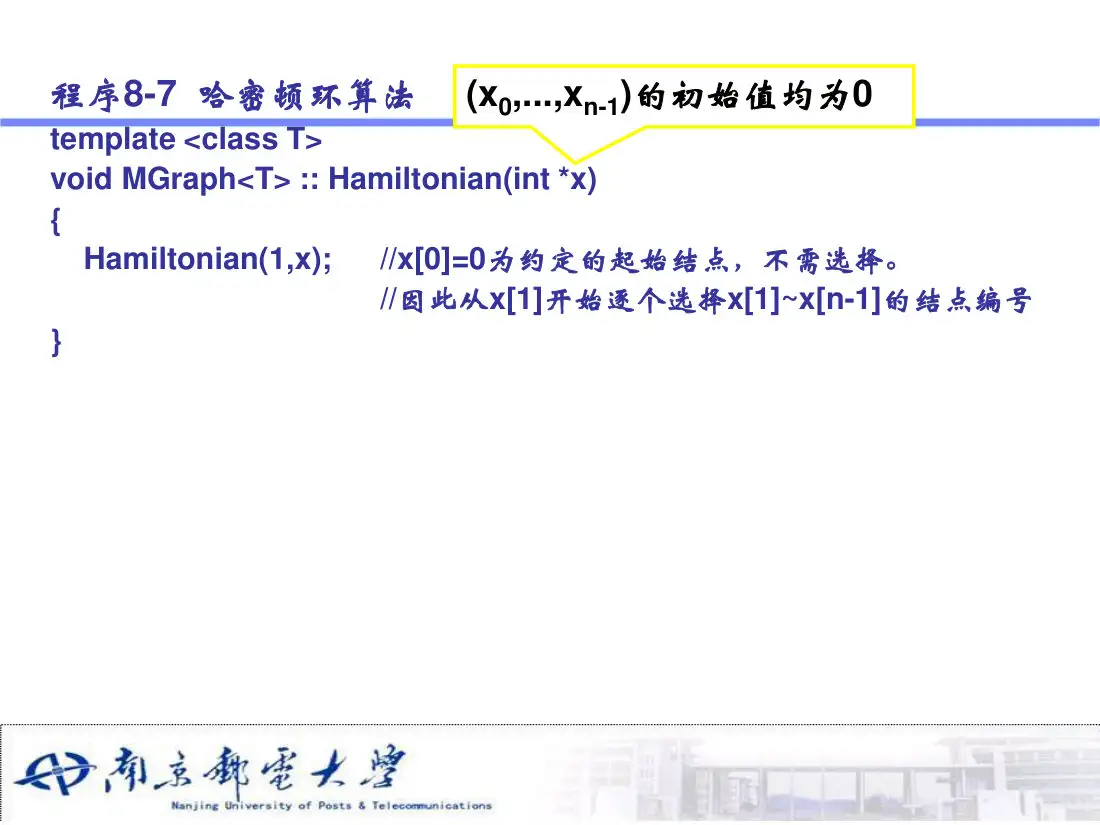 程序8-7 哈密顿环算法
(x0,...,xn-1)的初始值均为0
template <class T>
void MGraph<T> :: Hamiltonian(int *x)
{
Hamiltonian(1,x); //x[0]=0为约定的起始结点，不需选择。
//因此从x[1]开始逐个选择x[1]~x[n-1]的结点编号
}
南京郵電大學
Nanjing University of Posts & Telecommunications